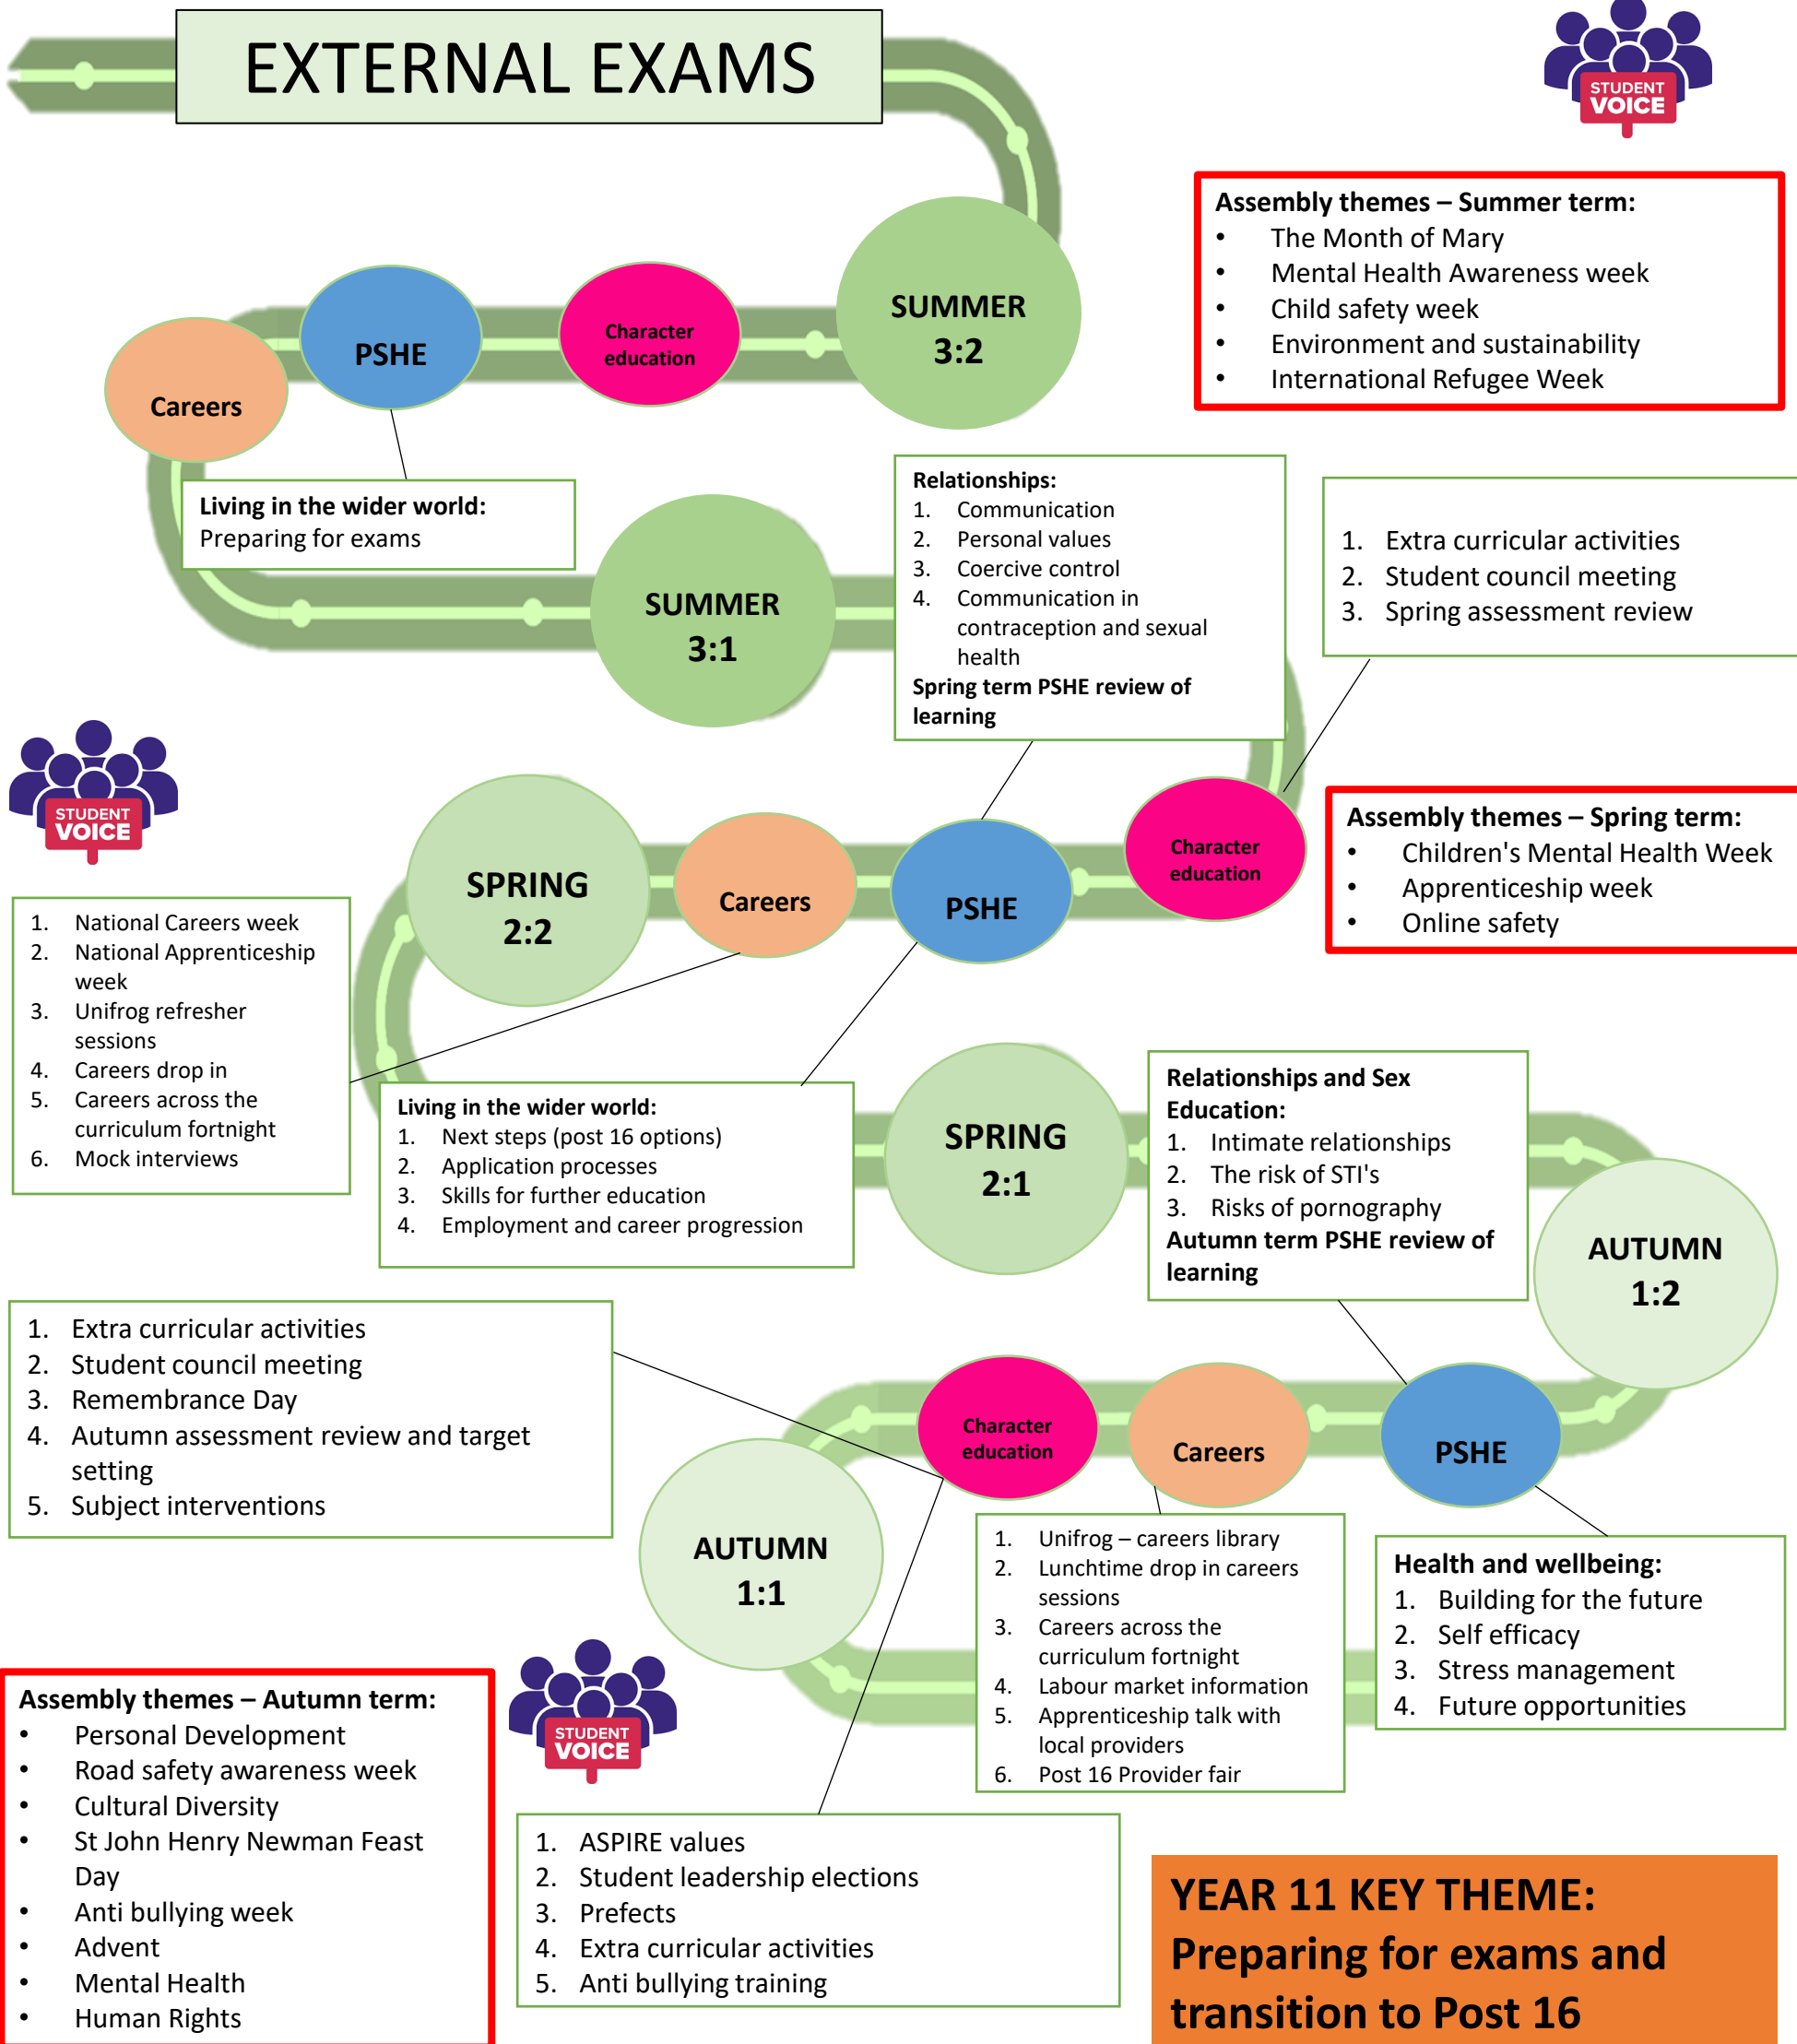 EXTERNAL EXAMS
STUDENT
VOICE
Assembly themes – Summer term:
• The Month of Mary
• Mental Health Awareness week
• Child safety week
• Environment and sustainability
• International Refugee Week
SUMMER
3:2
Character
education
PSHE
Careers
Living in the wider world:
Preparing for exams
SUMMER
3:1
Relationships:
1. Communication
2. Personal values
3. Coercive control
4. Communication in
contraception and sexual
health
Spring term PSHE review of
learning
1. Extra curricular activities
2. Student council meeting
3. Spring assessment review
STUDENT
VOICE
Assembly themes – Spring term:
• Children's Mental Health Week
• Apprenticeship week
• Online safety
SPRING
2:2
Careers
PSHE
Character
education
1. National Careers week
2. National Apprenticeship
week
3. Unifrog refresher
sessions
4. Careers drop in
5. Careers across the
curriculum fortnight
6. Mock interviews
Living in the wider world:
1. Next steps (post 16 options)
2. Application processes
3. Skills for further education
4. Employment and career progression
SPRING
2:1
Relationships and Sex
Education:
1. Intimate relationships
2. The risk of STI's
3. Risks of pornography
Autumn term PSHE review of
learning
AUTUMN
1:2
1. Extra curricular activities
2. Student council meeting
3. Remembrance Day
4. Autumn assessment review and target
setting
5. Subject interventions
Character
education
Careers
PSHE
AUTUMN
1:1
1. Unifrog – careers library
2. Lunchtime drop in careers
sessions
3. Careers across the
curriculum fortnight
4. Labour market information
5. Apprenticeship talk with
local providers
6. Post 16 Provider fair
Health and wellbeing:
1. Building for the future
2. Self efficacy
3. Stress management
4. Future opportunities
STUDENT
VOICE
Assembly themes – Autumn term:
• Personal Development
• Road safety awareness week
• Cultural Diversity
• St John Henry Newman Feast
Day
• Anti bullying week
• Advent
• Mental Health
• Human Rights
1. ASPIRE values
2. Student leadership elections
3. Prefects
4. Extra curricular activities
5. Anti bullying training
YEAR 11 KEY THEME:
Preparing for exams and
transition to Post 16